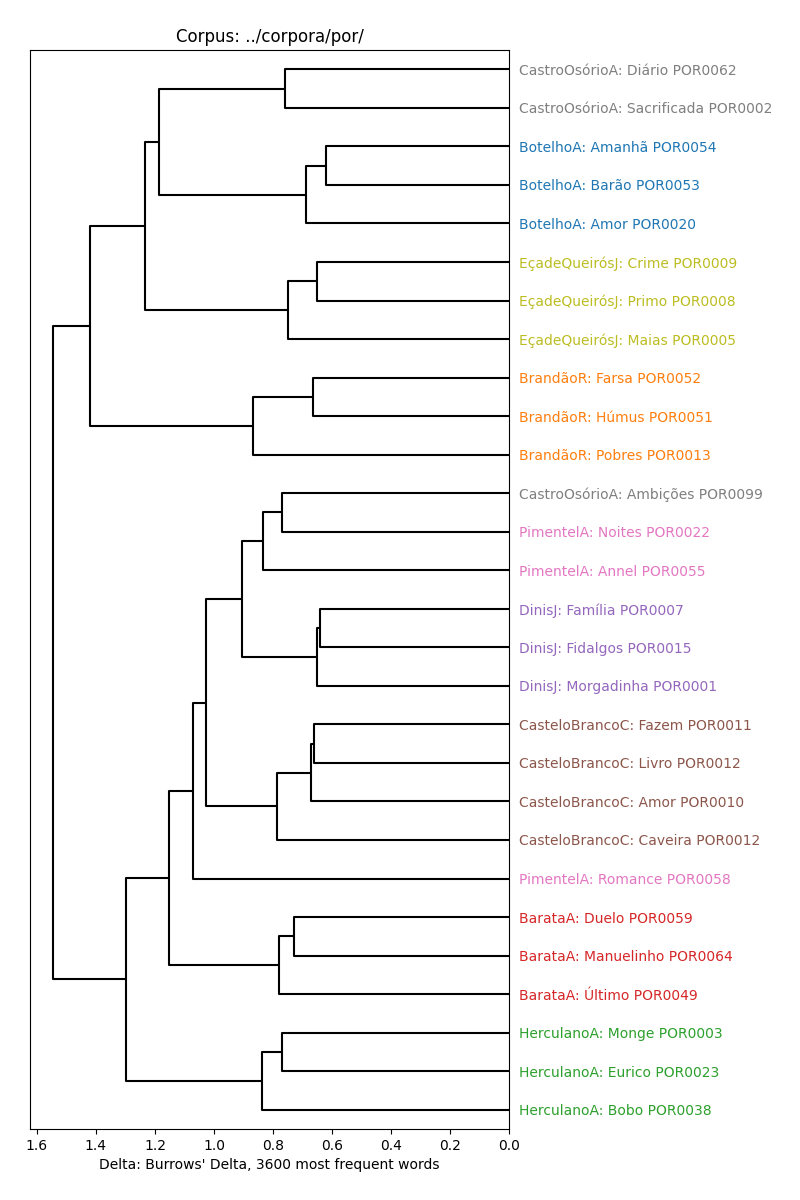 Corpus: ../corpora/por/
CastroOsórioA: Diário POR0062
CastroOsórioA: Sacrificada POR0002
BotelhoA: Amanhã POR0054
BotelhoA: Barão POR0053
BotelhoA: Amor POR0020
EçadeQueirósJ: Crime POR0009
EçadeQueirósJ: Primo POR0008
EçadeQueirósJ: Maias POR0005
BrandãoR: Farsa POR0052
BrandãoR: Húmus POR0051
BrandãoR: Pobres POR0013
CastroOsórioA: Ambições POR0099
PimentelA: Noites POR0022
PimentelA: Annel POR0055
DinisJ: Família POR0007
DinisJ: Fidalgos POR0015
DinisJ: Morgadinha POR0001
CasteloBrancoC: Fazem POR0011
CasteloBrancoC: Livro POR0012
CasteloBrancoC: Amor POR0010
CasteloBrancoC: Caveira POR0012
PimentelA: Romance POR0058
BarataA: Duelo POR0059
BarataA: Manuelinho POR0064
BarataA: Último POR0049
HerculanoA: Monge POR0003
HerculanoA: Eurico POR0023
HerculanoA: Bobo POR0038
1.6 1.4 1.2 1.0 0.8 0.6 0.4 0.2 0.0
Delta: Burrows' Delta, 3600 most frequent words